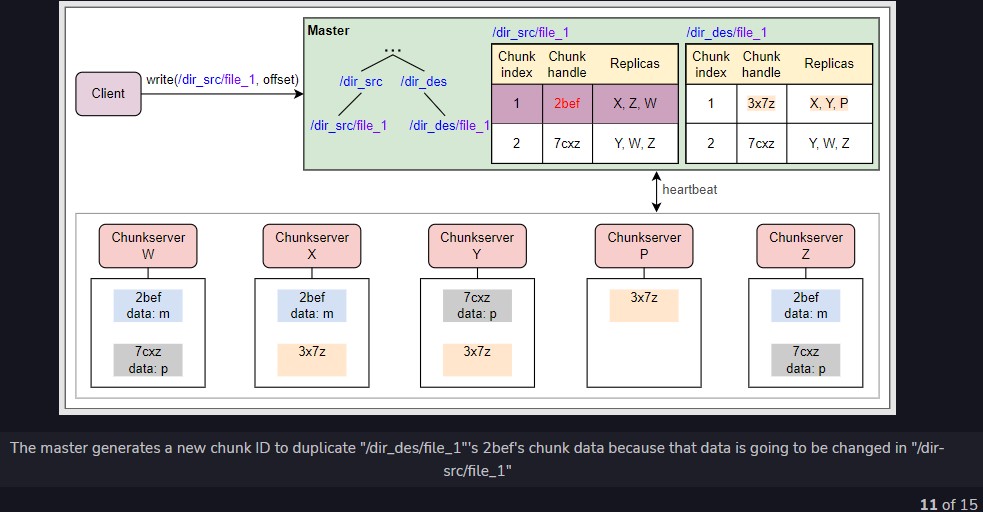 Master
...
/dir_src /dir_des
/dir_src/file_1 /dir_des/file_1
Client
write(/dir_src/file_1, offset)
/dir_src/file_1
Chunk index Chunk handle Replicas
1 2bef X, Z, W
2 7cxz Y, W, Z
/dir_des/file_1
Chunk index Chunk handle Replicas
1 3x7z X, Y, P
2 7cxz Y, W, Z
heartbeat
Chunkserver
W
2bef
data: m
7cxz
data: p
Chunkserver
X
2bef
data: m
3x7z
Chunkserver
Y
7cxz
data: p
3x7z
Chunkserver
P
3x7z
Chunkserver
Z
2bef
data: m
7cxz
data: p
The master generates a new chunk ID to duplicate "/dir_des/file_1"'s 2bef's chunk data because that data is going to be changed in "/dir-
src/file_1"
11 of 15